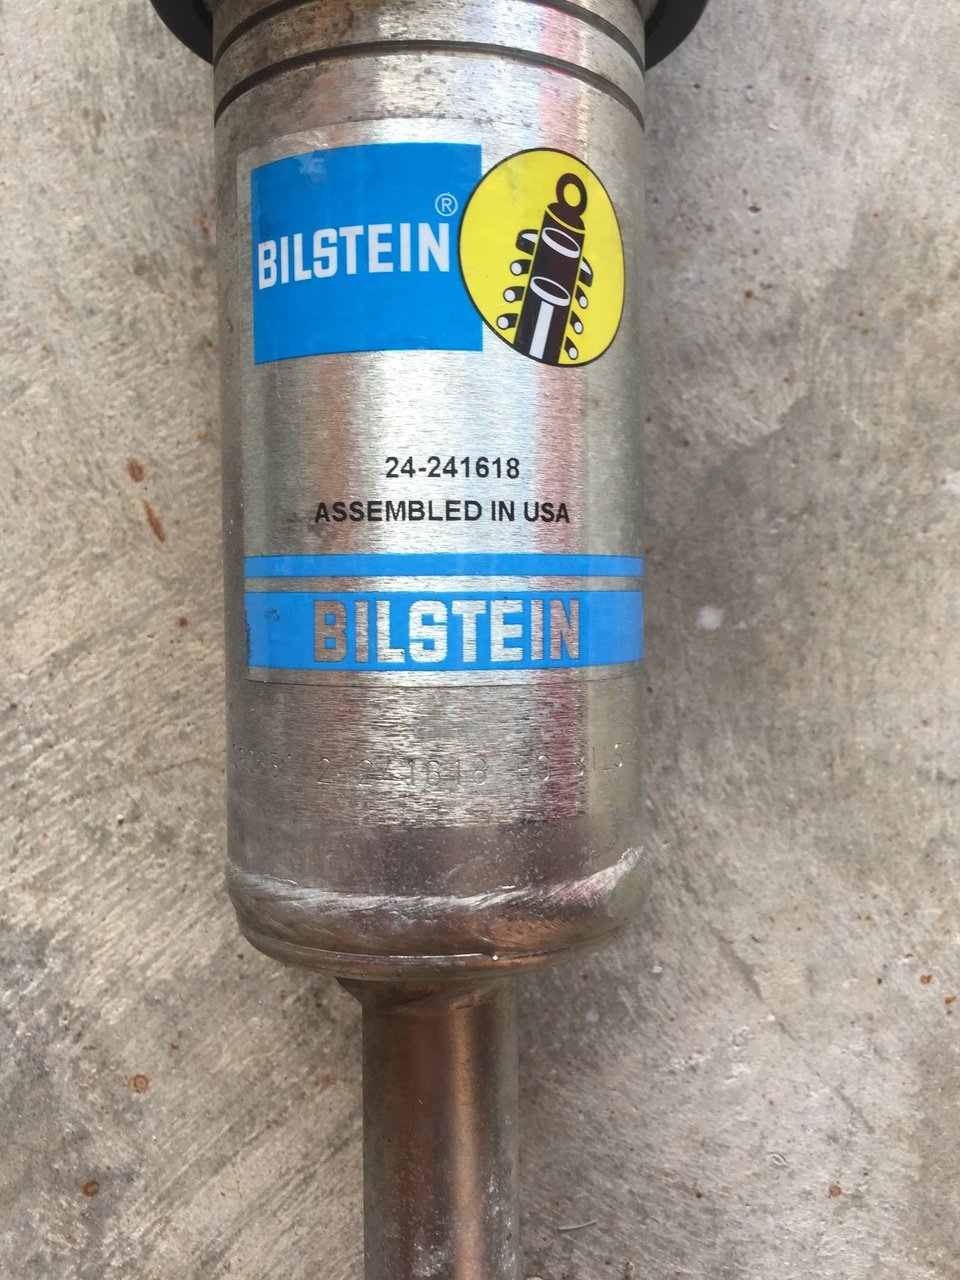 BILSTEIN®
24-241618
ASSEMBLED IN USA
BILSTEIN